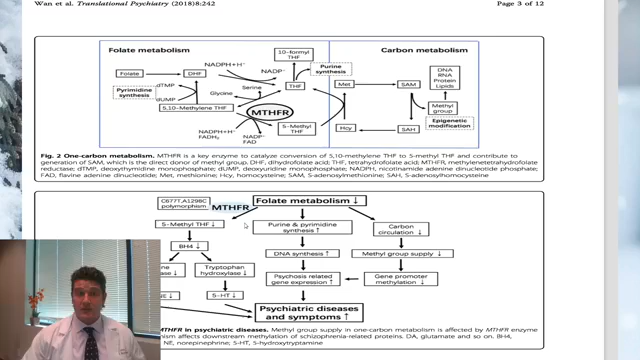 Wan et al. Translational Psychiatry (2018)8:242 Page 3 of 12
Folate metabolism
Carbon metabolism
10-formyl
THF
NADPH+H⁺
NADP⁺
Purine
synthesis
Folate
DHF
THF
Met
SAM
DNA
RNA
Protein
Lipids
dTMP
Pyrimidine
synthesis
dUMP
Serine
Glycine
5,10-Methylene THF
MTHFR
Methyl
group
NADPH+H⁺
FADH₂
NADP⁺
FAD
5-Methyl
THF
Hcy
SAH
Epigenetic
modification
Fig. 2 One-carbon metabolism. MTHFR is a key enzyme to catalyze conversion of 5,10-methylene THF to 5-methyl THF and contribute to
generation of SAM, which is the direct donor of methyl group. DHF, dihydrofolate acid; THF, tetrahydrofolate acid; MTHFR, methylenetetrahydrofolate
reductase; dTMP, deoxythymidine monophosphate; dUMP, deoxyuridine monophosphate; NADPH, nicotinamide adenine dinucleotide phosphate;
FAD, flavine adenine dinucleotide; Met, methionine; Hcy, homocysteine; SAM, S-adenosylmethionine; SAH, S-adenosylhomocysteine
C677T,A1298C
polymorphism
MTHFR
Folate metabolism ↓
5-Methyl THF ↓
Purine & pyrimidine
synthesis ↑
Carbon
circulation ↓
BH4 ↓
DNA synthesis ↑
Methyl group supply ↓
ine
lase ↓
Tryptophan
hydroxylase ↓
Psychosis related
gene expression ↑
Gene promoter
methylation ↓
NE ↓
5-HT ↓
Psychiatric diseases
and symptoms ↑
MTHFR in psychiatric diseases. Methyl group supply in one-carbon metabolism is affected by MTHFR enzyme
ism affects downstream methylation of schizophrenia-related proteins. DA, glutamate and so on. BH4,
NE, norepinephrine; 5-HT, 5-hydroxytryptamine